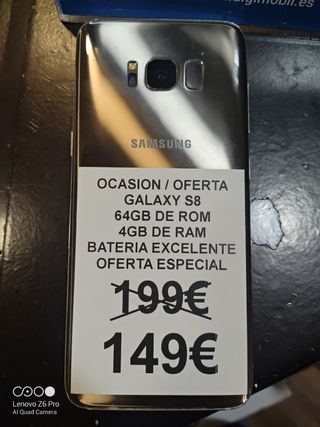 SAMSUNG
OCASION / OFERTA
GALAXY S8
64GB DE ROM
4GB DE RAM
BATERIA EXCELENTE
OFERTA ESPECIAL
199€
149€
Lenovo Z6 Pro
AI Quad Camera